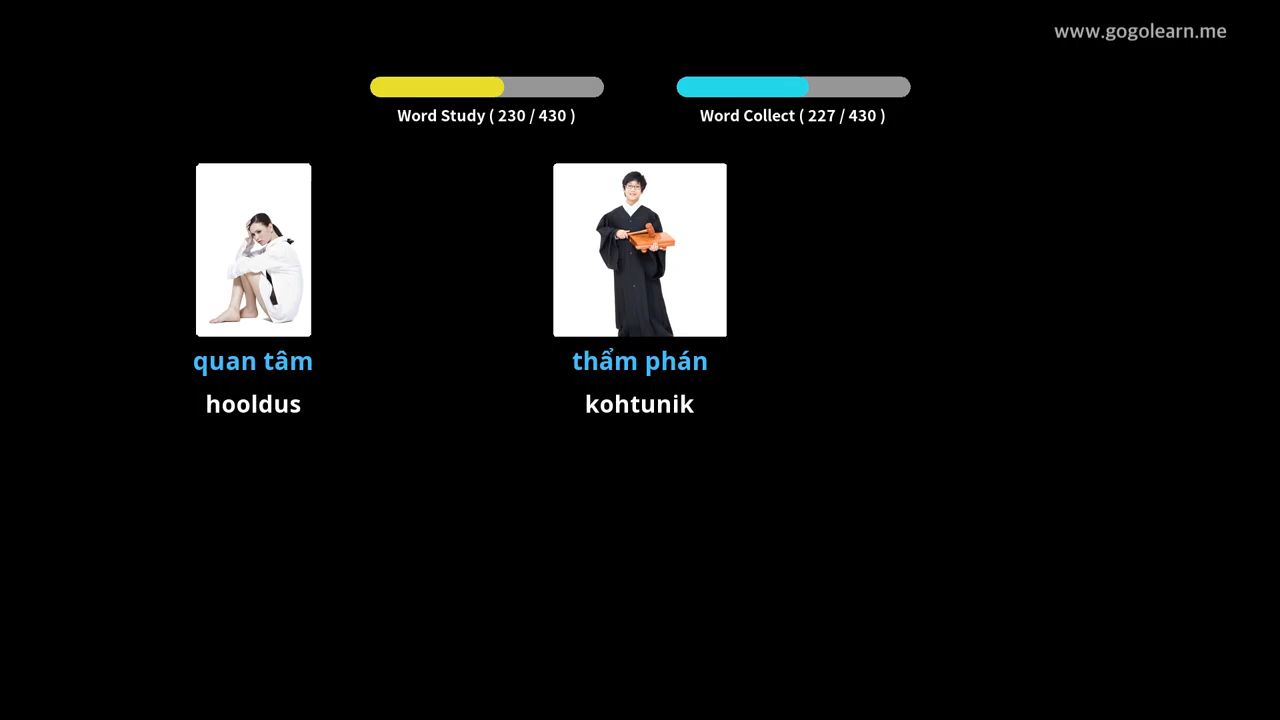 www.gogolearn.me
Word Study ( 230 / 430 )
Word Collect ( 227 / 430 )
quan tâm
thẩm phán
hooldus
kohtunik